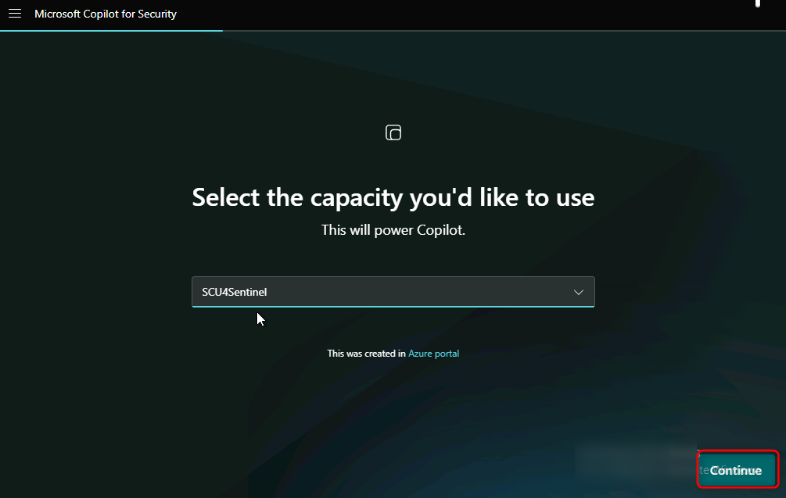 Microsoft Copilot for Security
Select the capacity you'd like to use
This will power Copilot.
SCU4Sentinel
This was created in Azure portal
Continue